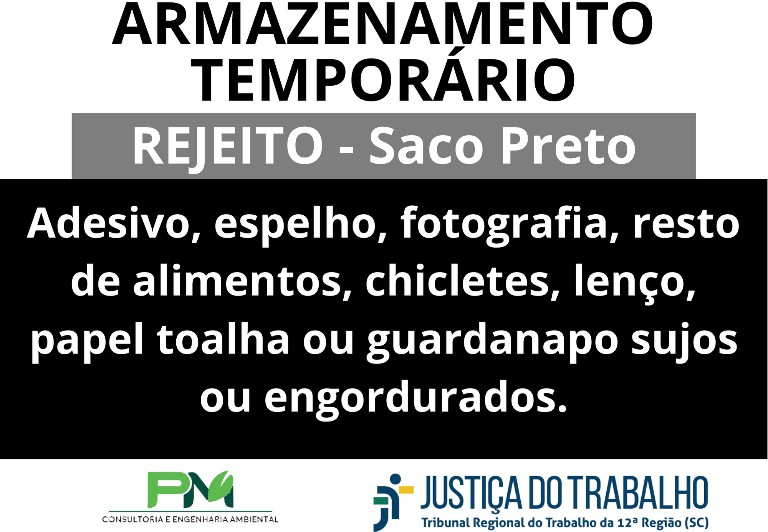 ARMAZENAMENTO
TEMPORÁRIO
REJEITO - Saco Preto
Adesivo, espelho, fotografia, resto
de alimentos, chicletes, lenço,
papel toalha ou guardanapo sujos
ou engordurados.
PM
CONSULTORIA E ENGENHARIA AMBIENTAL
JUSTIÇA DO TRABALHO
Tribunal Regional do Trabalho da 12ª Região (SC)